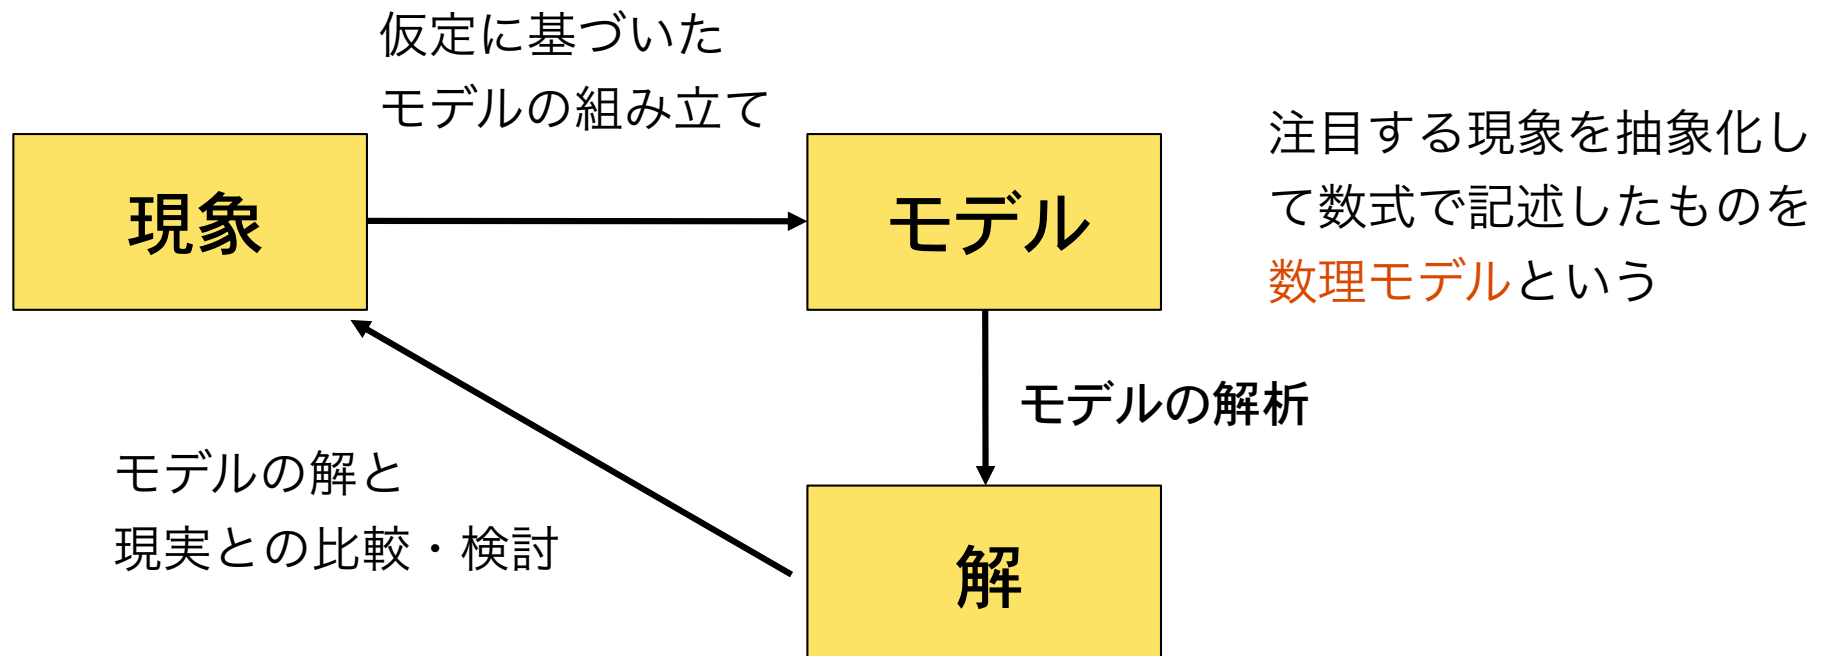 仮定に基づいた
モデルの組み立て
現象
モデル
注目する現象を抽象化し
て数式で記述したものを
数理モデルという
モデルの解析
モデルの解と
現実との比較・検討
解